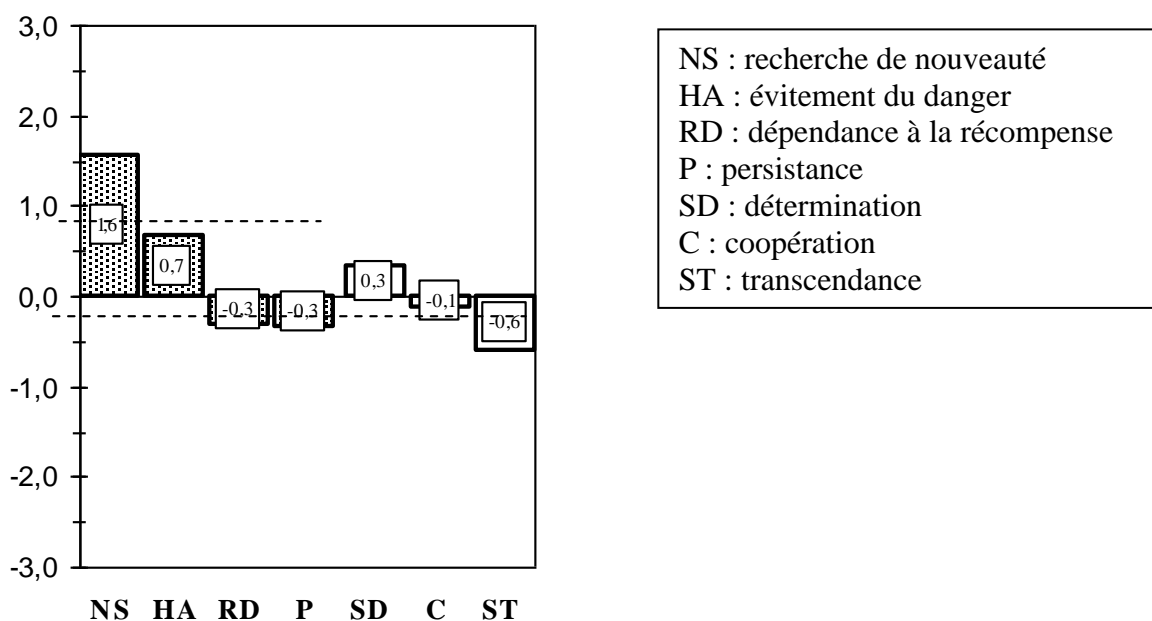 3,0
2,0
1,0
0,0
-1,0
-2,0
-3,0
1,6
0,7
-0,3
-0,3
0,3
-0,1
-0,6
NS HA RD P SD C ST
NS : recherche de nouveauté
HA : évitement du danger
RD : dépendance à la récompense
P : persistance
SD : détermination
C : coopération
ST : transcendance